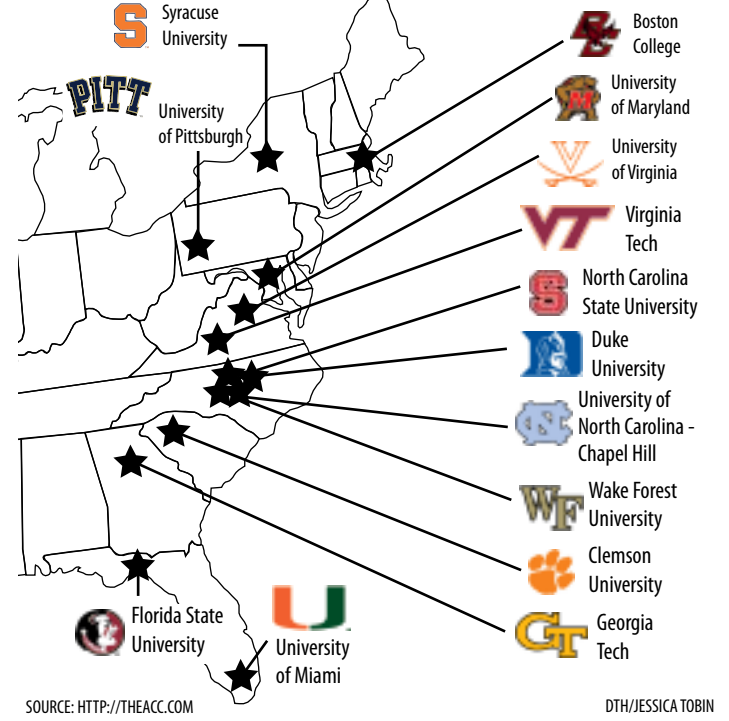 Syracuse
University
PITT
University
of Pittsburgh
BC
Boston
College
M
University
of Maryland
V
University
of Virginia
VT
Virginia
Tech
S
North Carolina
State University
D
Duke
University
NC
University of
North Carolina -
Chapel Hill
WF
Wake Forest
University
Clemson
University
GT
Georgia
Tech
S
Florida State
University
U
University
of Miami
SOURCE: HTTP://THEACC.COM
DTH/JESSICA TOBIN